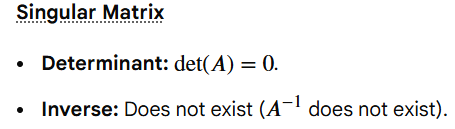 Singular Matrix
• Determinant: det(A) = 0.
• Inverse: Does not exist (A⁻¹ does not exist).